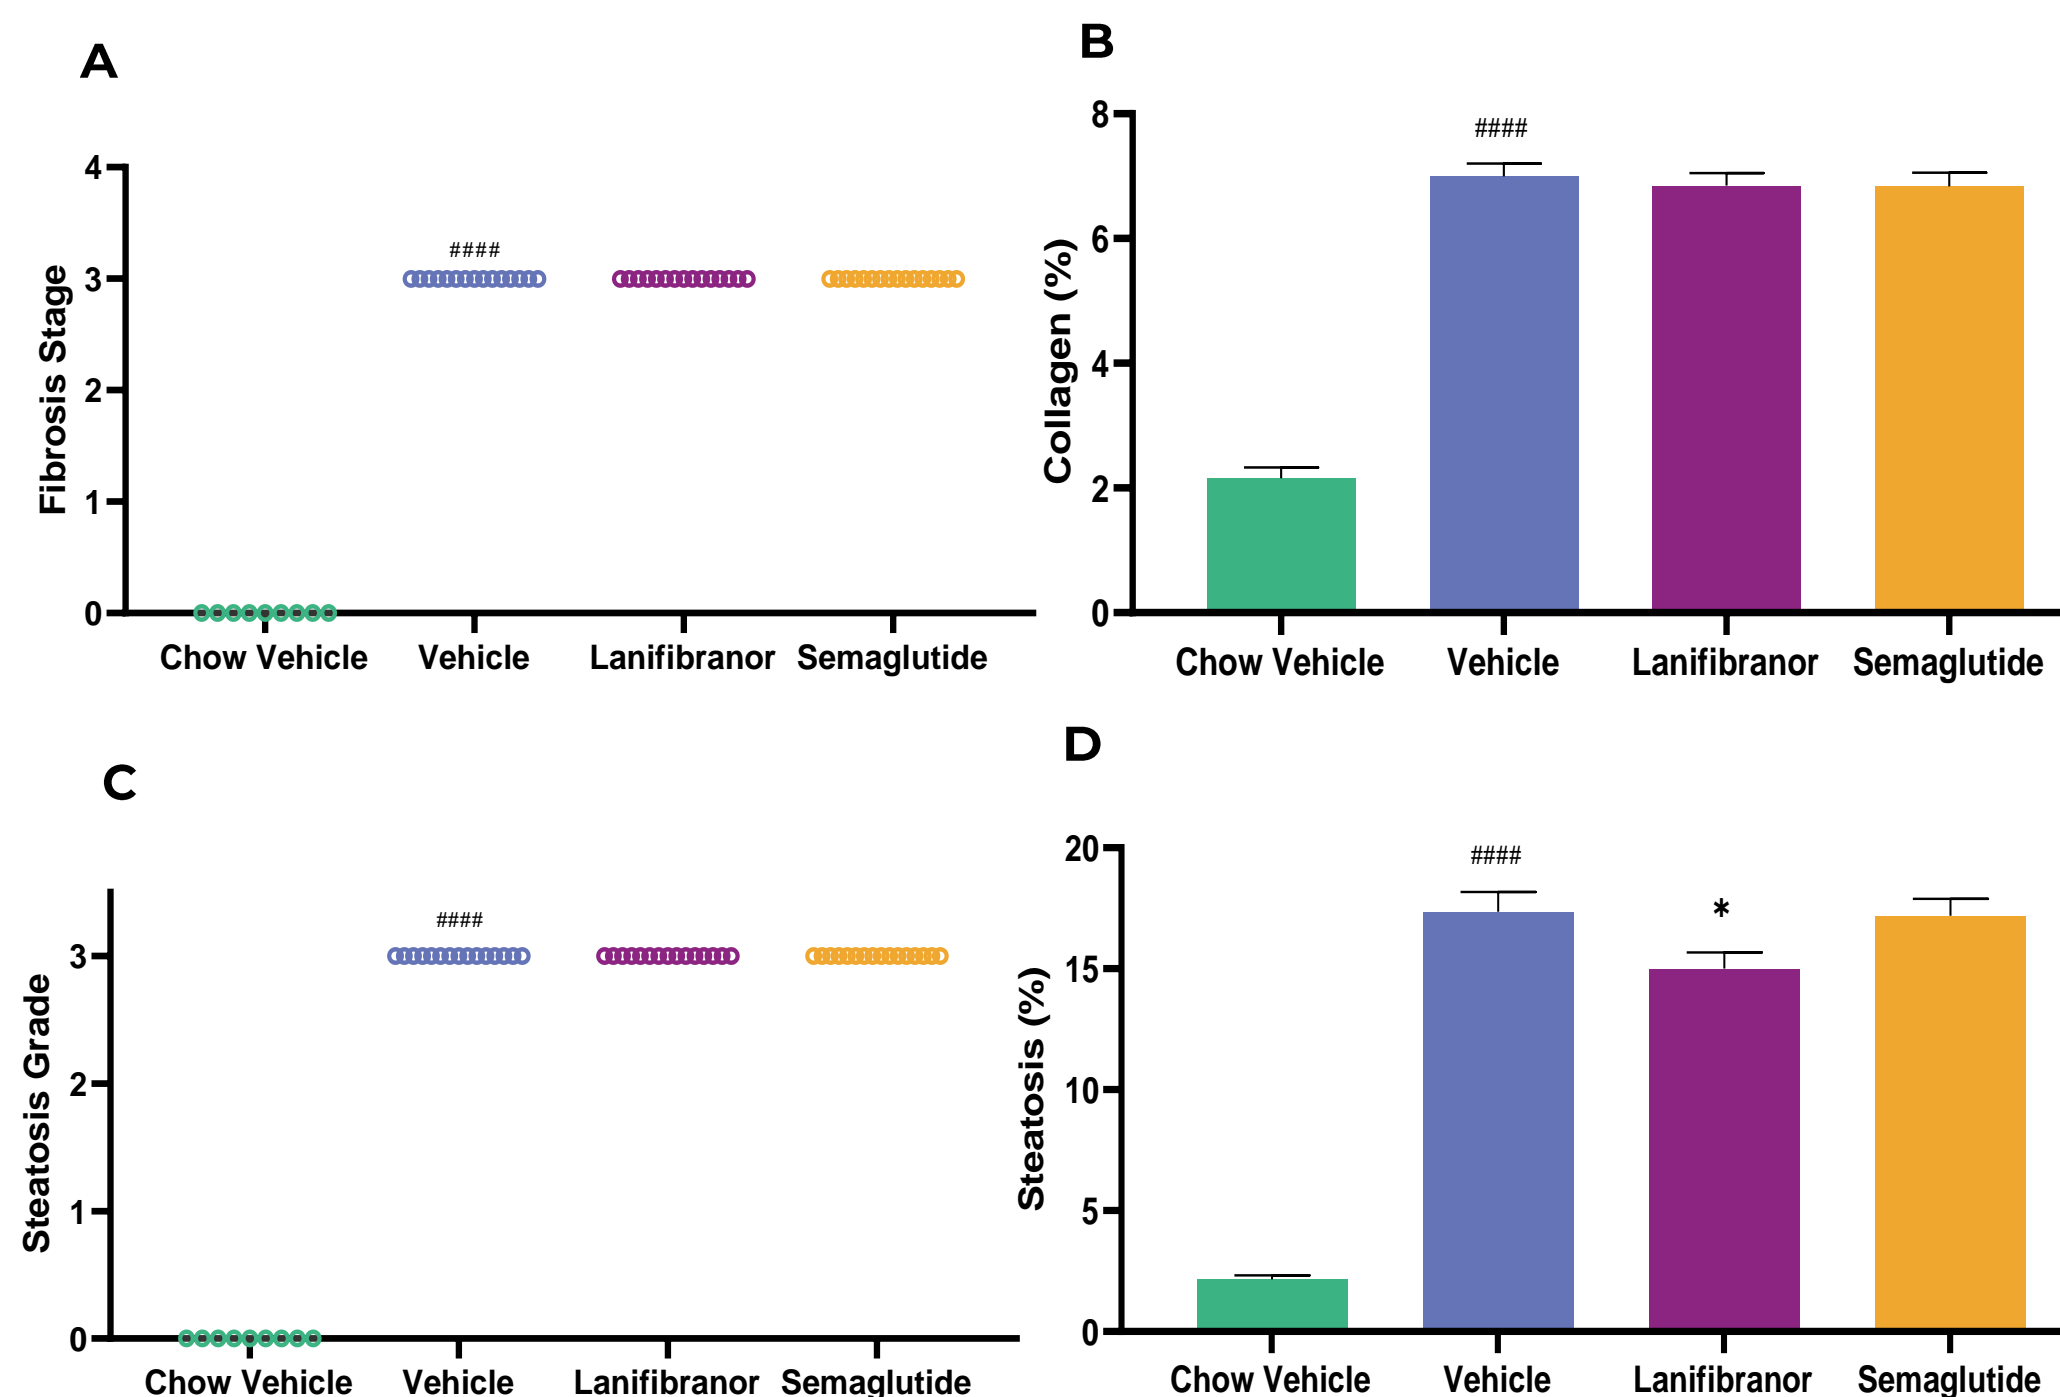 A
Fibrosis Stage
4
3
2
1
0
####
Chow Vehicle
Vehicle
Lanifibranor
Semaglutide
B
Collagen (%)
8
6
4
2
0
####
Chow Vehicle
Vehicle
Lanifibranor
Semaglutide
C
Steatosis Grade
3
2
1
0
####
Chow Vehicle
Vehicle
Lanifibranor
Semaglutide
D
Steatosis (%)
20
15
10
5
0
####
*
Chow Vehicle
Vehicle
Lanifibranor
Semaglutide